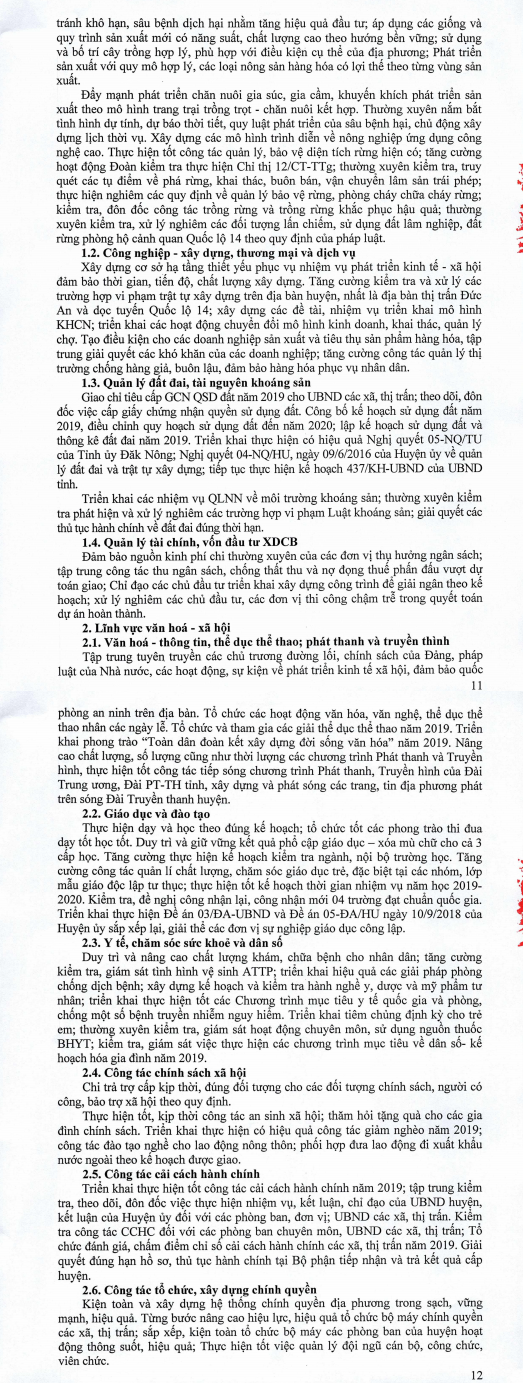 tránh khô hạn, sâu bệnh dịch hại nhằm tăng hiệu quả đầu tư; áp dụng các giống và
quy trình sản xuất mới có năng suất, chất lượng cao theo hướng bền vững; sử dụng
và bố trí cây trồng hợp lý, phù hợp với điều kiện cụ thể của địa phương; Phát triển
sản xuất với quy mô hợp lý, các loại nông sản hàng hóa có lợi thế theo từng vùng sản
xuất.
Đẩy mạnh phát triển chăn nuôi gia súc, gia cầm, khuyến khích phát triển sản
xuất theo mô hình trang trại trồng trọt - chăn nuôi kết hợp. Thường xuyên nắm bắt
tình hình dự tính, dự báo thời tiết, quy luật phát triển của sâu bệnh hại, chủ động xây
dựng lịch thời vụ. Xây dựng các mô hình trình diễn về nông nghiệp ứng dụng công
nghệ cao. Thực hiện tốt công tác quản lý, bảo vệ diện tích rừng hiện có; tăng cường
hoạt động Đoàn kiểm tra thực hiện Chỉ thị 12/CT-TTg; thường xuyên kiểm tra, truy
quét các tụ điểm về phá rừng, khai thác, buôn bán, vận chuyển lâm sản trái phép;
thực hiện nghiêm các quy định về quản lý bảo vệ rừng, phòng cháy chữa cháy rừng;
kiểm tra, đôn đốc công tác trồng rừng và trồng rừng khắc phục hậu quả; thường
xuyên kiểm tra, xử lý nghiêm các đối tượng lấn chiếm, sử dụng đất lâm nghiệp, đất
rừng phòng hộ cảnh quan Quốc lộ 14 theo quy định của pháp luật.
1.2. Công nghiệp - xây dựng, thương mại và dịch vụ
Xây dựng cơ sở hạ tầng thiết yếu phục vụ nhiệm vụ phát triển kinh tế - xã hội
đảm bảo thời gian, tiến độ, chất lượng xây dựng. Tăng cường kiểm tra và xử lý các
trường hợp vi phạm trật tự xây dựng trên địa bàn huyện, nhất là địa bàn thị trấn Đức
An và dọc tuyến Quốc lộ 14; xây dựng các đề tài, nhiệm vụ triển khai mô hình
KHCN; triển khai các hoạt động chuyển đổi mô hình kinh doanh, khai thác, quản lý
chợ. Tạo điều kiện cho các doanh nghiệp sản xuất và tiêu thụ sản phẩm hàng hóa, tập
trung giải quyết các khó khăn của các doanh nghiệp; tăng cường công tác quản lý thị
trường chống hàng giả, buôn lậu, đảm bảo hàng hóa phục vụ nhân dân.
1.3. Quản lý đất đai, tài nguyên khoáng sản
Giao chỉ tiêu cấp GCN QSD đất năm 2019 cho UBND các xã, thị trấn; theo dõi, đôn
đốc việc cấp giấy chứng nhận quyền sử dụng đất. Công bố kế hoạch sử dụng đất năm
2019, điều chỉnh quy hoạch sử dụng đất đến năm 2020; lập kế hoạch sử dụng đất và
thống kê đất đai năm 2019. Triển khai thực hiện có hiệu quả Nghị quyết 05-NQ/TU
của Tỉnh ủy Đăk Nông; Nghị quyết 04-NQ/HU, ngày 09/6/2016 của Huyện ủy về quản
lý đất đai và trật tự xây dựng; tiếp tục thực hiện kế hoạch 437/KH-UBND của UBND
tỉnh.
Triển khai các nhiệm vụ QLNN về môi trường khoáng sản; thường xuyên kiểm
tra phát hiện và xử lý nghiêm các trường hợp vi phạm Luật khoáng sản; giải quyết các
thủ tục hành chính về đất đai đúng thời hạn.
1.4. Quản lý tài chính, vốn đầu tư XDCB
Đảm bảo nguồn kinh phí chi thường xuyên của các đơn vị thụ hưởng ngân sách;
tập trung công tác thu ngân sách, chống thất thu và nợ đọng thuế phấn đấu vượt dự
toán giao; Chỉ đạo các chủ đầu tư triển khai xây dựng công trình để giải ngân theo kế
hoạch; xử lý nghiêm các chủ đầu tư, các đơn vị thi công chậm trễ trong quyết toán
dự án hoàn thành.
2. Lĩnh vực văn hoá - xã hội
2.1. Văn hoá - thông tin, thể dục thể thao; phát thanh và truyền thình
Tập trung tuyên truyền các chủ trương đường lối, chính sách của Đảng, pháp
luật của Nhà nước, các hoạt động, sự kiện về phát triển kinh tế xã hội, đảm bảo quốc
11
phòng an ninh trên địa bàn. Tổ chức các hoạt động văn hóa, văn nghệ, thể dục thể
thao nhân các ngày lễ. Tổ chức và tham gia các giải thể dục thể thao năm 2019. Triển
khai phong trào “Toàn dân đoàn kết xây dựng đời sống văn hóa” năm 2019. Nâng
cao chất lượng, số lượng cũng như thời lượng các chương trình Phát thanh và Truyền
hình, thực hiện tốt công tác tiếp sóng chương trình Phát thanh, Truyền hình của Đài
Trung ương, Đài PT-TH tỉnh, xây dựng và phát sóng các trang, tin địa phương phát
trên sóng Đài Truyền thanh huyện.
2.2. Giáo dục và đào tạo
Thực hiện dạy và học theo đúng kế hoạch; tổ chức tốt các phong trào thi đua
dạy tốt học tốt. Duy trì và giữ vững kết quả phổ cập giáo dục – xóa mù chữ cho cả 3
cấp học. Tăng cường thực hiện kế hoạch kiểm tra ngành, nội bộ trường học. Tăng
cường công tác quản lí chất lượng, chăm sóc giáo dục trẻ, đặc biệt tại các nhóm, lớp
mẫu giáo độc lập tư thục; thực hiện tốt kế hoạch thời gian nhiệm vụ năm học 2019-
2020. Kiểm tra, đề nghị công nhận lại, công nhận mới 04 trường đạt chuẩn quốc gia.
Triển khai thực hiện Đề án 03/ĐA-UBND và Đề án 05-ĐA/HU ngày 10/9/2018 của
Huyện ủy sắp xếp lại, giải thể các đơn vị sự nghiệp giáo dục công lập.
2.3. Y tế, chăm sóc sức khoẻ và dân số
Duy trì và nâng cao chất lượng khám, chữa bệnh cho nhân dân; tăng cường
kiểm tra, giám sát tình hình vệ sinh ATTP; triển khai hiệu quả các giải pháp phòng
chống dịch bệnh; xây dựng kế hoạch và kiểm tra hành nghề y, dược và mỹ phẩm tư
nhân; triển khai thực hiện tốt các Chương trình mục tiêu y tế quốc gia và phòng,
chống một số bệnh truyền nhiễm nguy hiểm. Triển khai tiêm chủng định kỳ cho trẻ
em; thường xuyên kiểm tra, giám sát hoạt động chuyên môn, sử dụng nguồn thuốc
BHYT; kiểm tra, giám sát việc thực hiện các chương trình mục tiêu về dân số- kế
hoạch hóa gia đình năm 2019.
2.4. Công tác chính sách xã hội
Chi trả trợ cấp kịp thời, đúng đối tượng cho các đối tượng chính sách, người có
công, bảo trợ xã hội theo quy định.
Thực hiện tốt, kịp thời công tác an sinh xã hội; thăm hỏi tặng quà cho các gia
đình chính sách. Triển khai thực hiện có hiệu quả công tác giảm nghèo năm 2019;
công tác đào tạo nghề cho lao động nông thôn; phối hợp đưa lao động đi xuất khẩu
nước ngoài theo kế hoạch được giao.
2.5. Công tác cải cách hành chính
Triển khai thực hiện tốt công tác cải cách hành chính năm 2019; tập trung kiểm
tra, theo dõi, đôn đốc việc thực hiện nhiệm vụ, kết luận, chỉ đạo của UBND huyện,
kết luận của Huyện ủy đối với các phòng ban, đơn vị; UBND các xã, thị trấn. Kiểm
tra công tác CCHC đối với các phòng ban chuyên môn, UBND các xã, thị trấn; Tổ
chức đánh giá, chấm điểm chỉ số cải cách hành chính các xã, thị trấn năm 2019. Giải
quyết đúng hạn hồ sơ, thủ tục hành chính tại Bộ phận tiếp nhận và trả kết quả cấp
huyện.
2.6. Công tác tổ chức, xây dựng chính quyền
Kiện toàn và xây dựng hệ thống chính quyền địa phương trong sạch, vững
mạnh, hiệu quả. Từng bước nâng cao hiệu lực, hiệu quả tổ chức bộ máy chính quyền
các xã, thị trấn; sắp xếp, kiện toàn tổ chức bộ máy các phòng ban của huyện hoạt
động thông suốt, hiệu quả; Thực hiện tốt việc quản lý đội ngũ cán bộ, công chức,
viên chức.
12